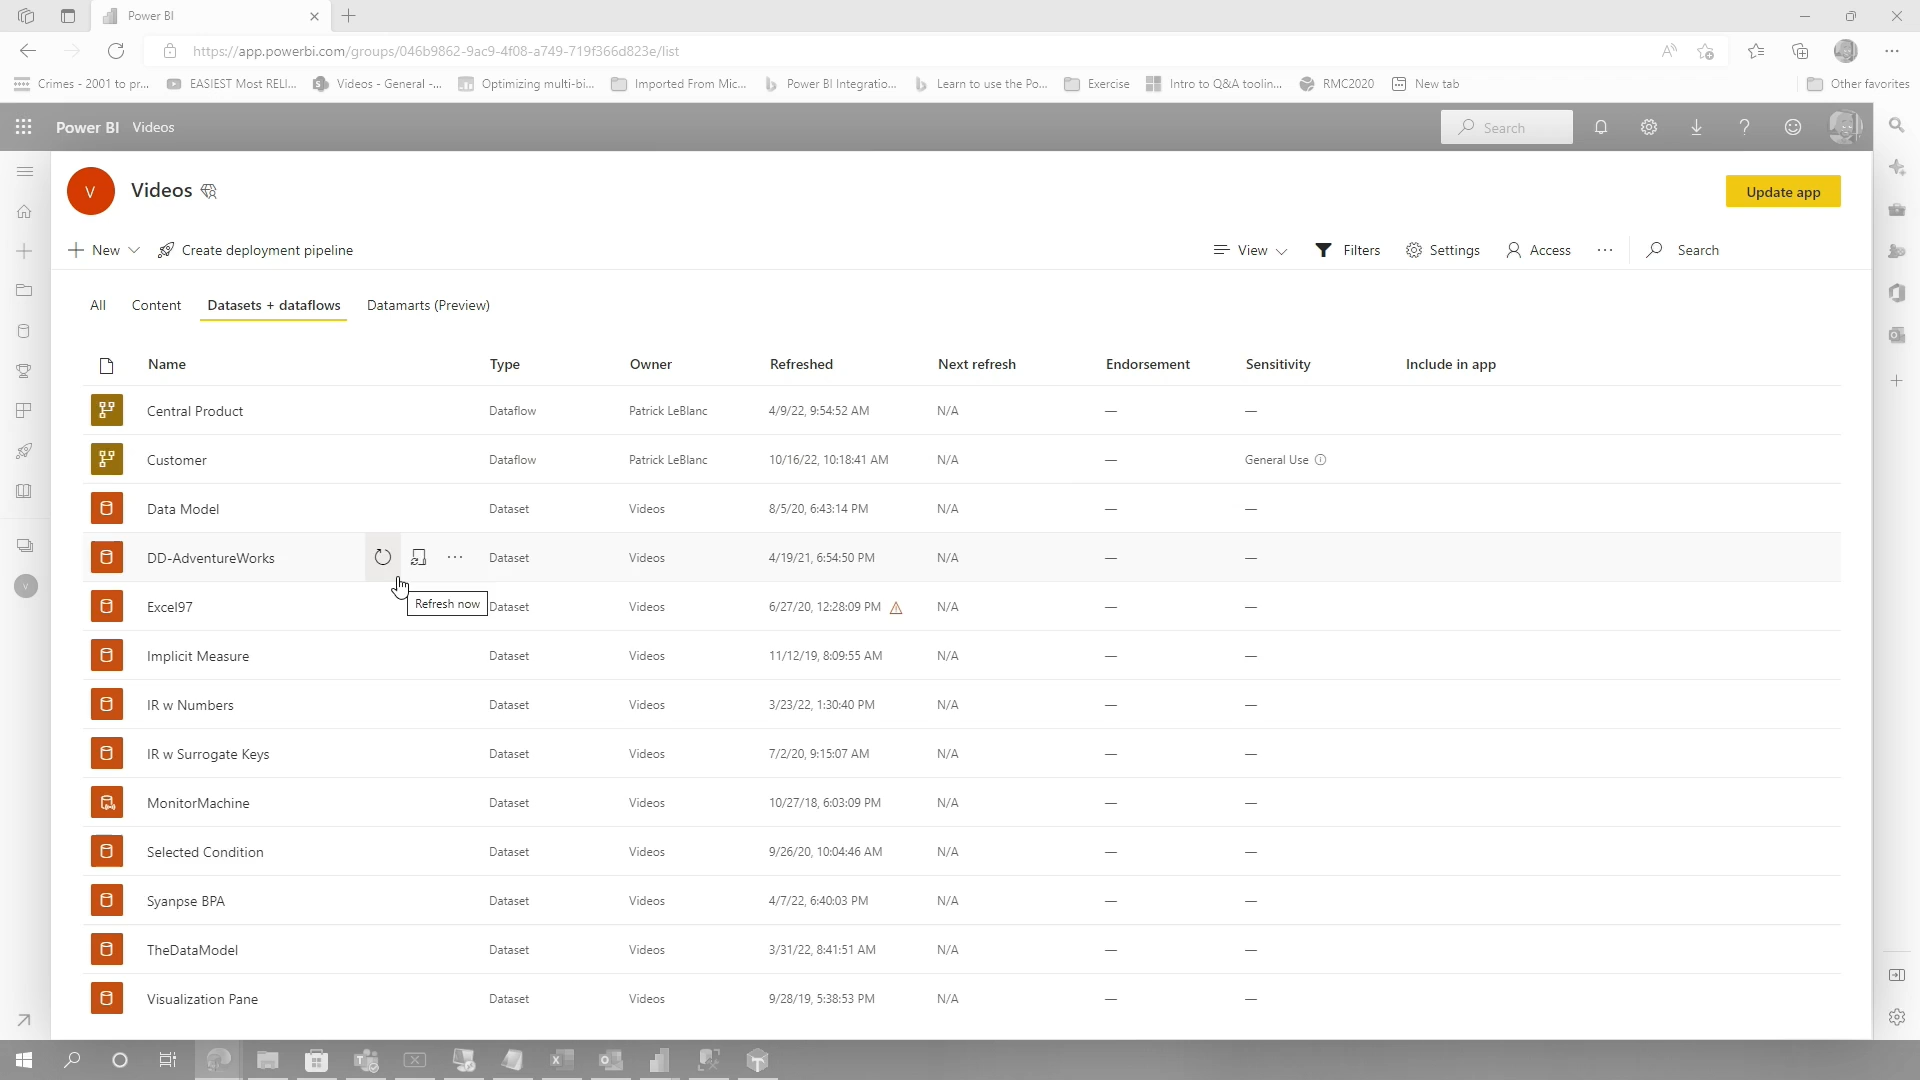 Power BI
https://app.powerbi.com/groups/046b9862-9ac9-4f08-a749-719f366d823e/list
Crimes - 2001 to pr... EASIEST Most RELI... Videos - General -... Optimizing multi-bi... Imported From Mic... Power BI Integratio... Learn to use the Po... Exercise Intro to Q&A toolin... RMC2020 New tab Other favorites
Power BI Videos Search
V Videos Update app
New Create deployment pipeline View Filters Settings Access Search
All Content Datasets + dataflows Datamarts (Preview)
Name Type Owner Refreshed Next refresh Endorsement Sensitivity Include in app
Central Product Dataflow Patrick LeBlanc 4/9/22, 9:54:52 AM N/A — —
Customer Dataflow Patrick LeBlanc 10/16/22, 10:18:41 AM N/A — General Use
Data Model Dataset Videos 8/5/20, 6:43:14 PM N/A — —
DD-AdventureWorks Dataset Videos 4/19/21, 6:54:50 PM N/A — —
Refresh now
Excel97 Dataset Videos 6/27/20, 12:28:09 PM N/A — —
Implicit Measure Dataset Videos 11/12/19, 8:09:55 AM N/A — —
IR w Numbers Dataset Videos 3/23/22, 1:30:40 PM N/A — —
IR w Surrogate Keys Dataset Videos 7/2/20, 9:15:07 AM N/A — —
MonitorMachine Dataset Videos 10/27/18, 6:03:09 PM N/A — —
Selected Condition Dataset Videos 9/26/20, 10:04:46 AM N/A — —
Syanpse BPA Dataset Videos 4/7/22, 6:40:03 PM N/A — —
TheDataModel Dataset Videos 3/31/22, 8:41:51 AM N/A — —
Visualization Pane Dataset Videos 9/28/19, 5:38:53 PM N/A — —